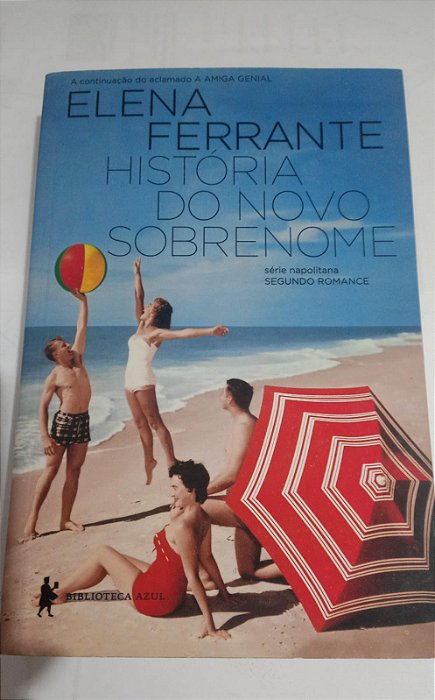 A continuação do aclamado A AMIGA GENIAL
ELENA
FERRANTE
HISTÓRIA
DO NOVO
SOBRENOME
série napolitana
SEGUNDO ROMANCE
BIBLIOTECA AZUL